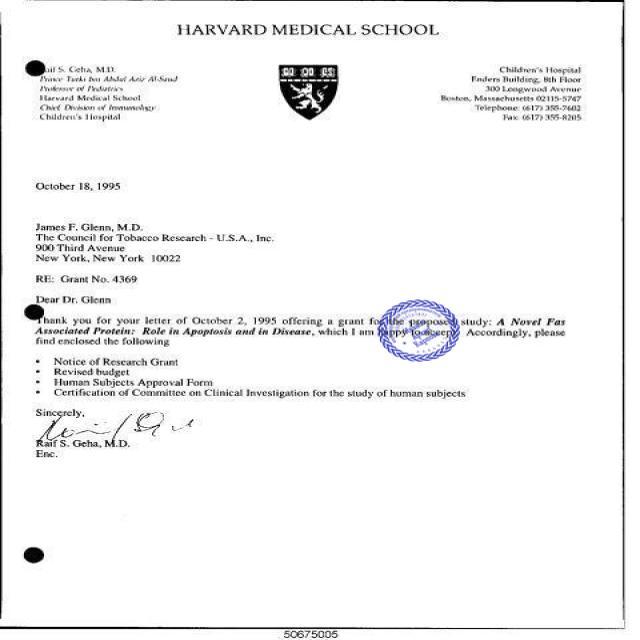 HARVARD MEDICAL SCHOOL
Raif S. Geha, M.D.
Prince Turki bin Abdul Aziz Al-Saud
Professor of Pediatrics
Harvard Medical School
Chief Division of Immunology
Children's Hospital
Children's Hospital
Enders Building, 8th Floor
300 Longwood Avenue
Boston, Massachusetts 02115-5747
Telephone: (617) 355-7602
Fax: (617) 355-8205
October 18, 1995
James F. Glenn, M.D.
The Council for Tobacco Research - U.S.A., Inc.
900 Third Avenue
New York, New York 10022
RE: Grant No. 4369
Dear Dr. Glenn
Thank you for your letter of October 2, 1995 offering a grant for the proposed study: A Novel Fas
Associated Protein: Role in Apoptosis and in Disease, which I am happy to accept. Accordingly, please
find enclosed the following
• Notice of Research Grant
• Revised budget
• Human Subjects Approval Form
• Certification of Committee on Clinical Investigation for the study of human subjects
Sincerely,
Raif S. Geha, M.D.
Enc.
50675005